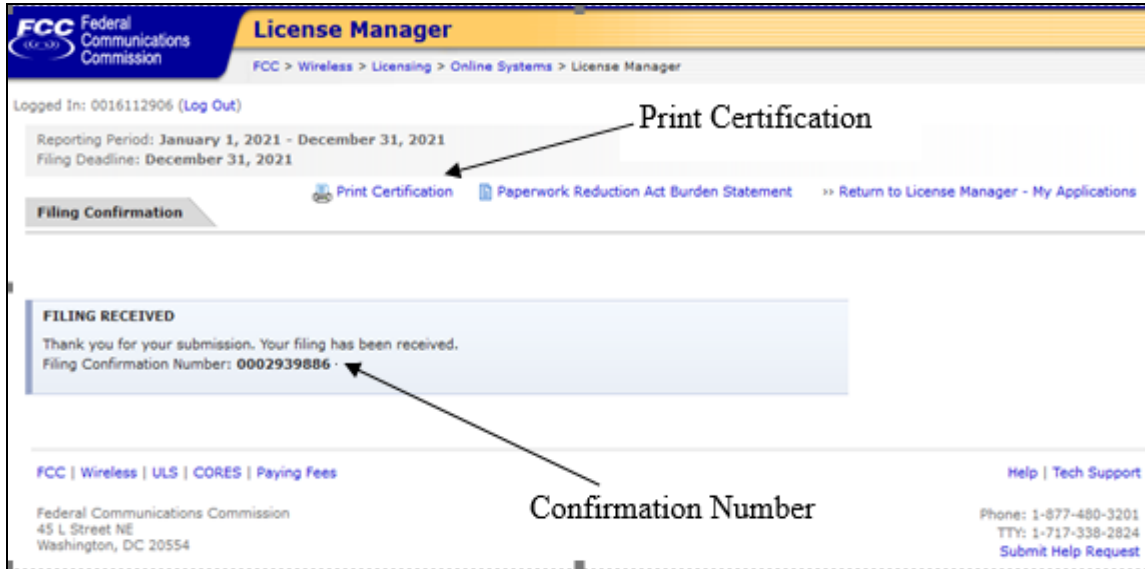 FCC Federal Communications Commission
License Manager
FCC > Wireless > Licensing > Online Systems > License Manager
Logged In: 0016112906 (Log Out)
Print Certification
Reporting Period: January 1, 2021 - December 31, 2021
Filing Deadline: December 31, 2021
Print Certification Paperwork Reduction Act Burden Statement ›› Return to License Manager - My Applications
Filing Confirmation
FILING RECEIVED
Thank you for your submission. Your filing has been received.
Filing Confirmation Number: 0002939886 ·
FCC | Wireless | ULS | CORES | Paying Fees
Help | Tech Support
Confirmation Number
Federal Communications Commission
45 L Street NE
Washington, DC 20554
Phone: 1-877-480-3201
TTY: 1-717-338-2824
Submit Help Request